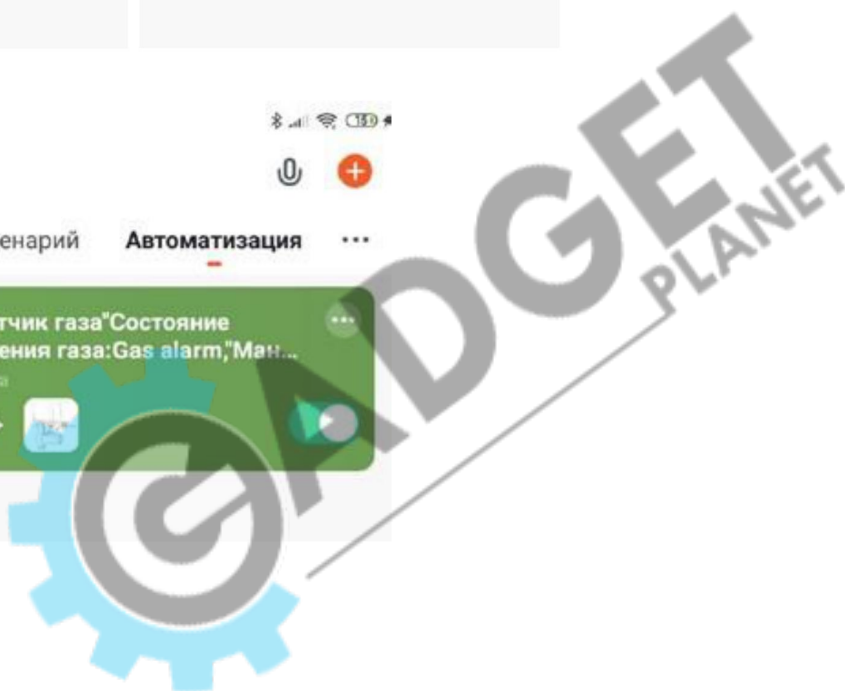 енарий Автоматизация ...
тчик газа"Состояние
ения газа:Gas alarm,"Ман...
GADGET
PLANET